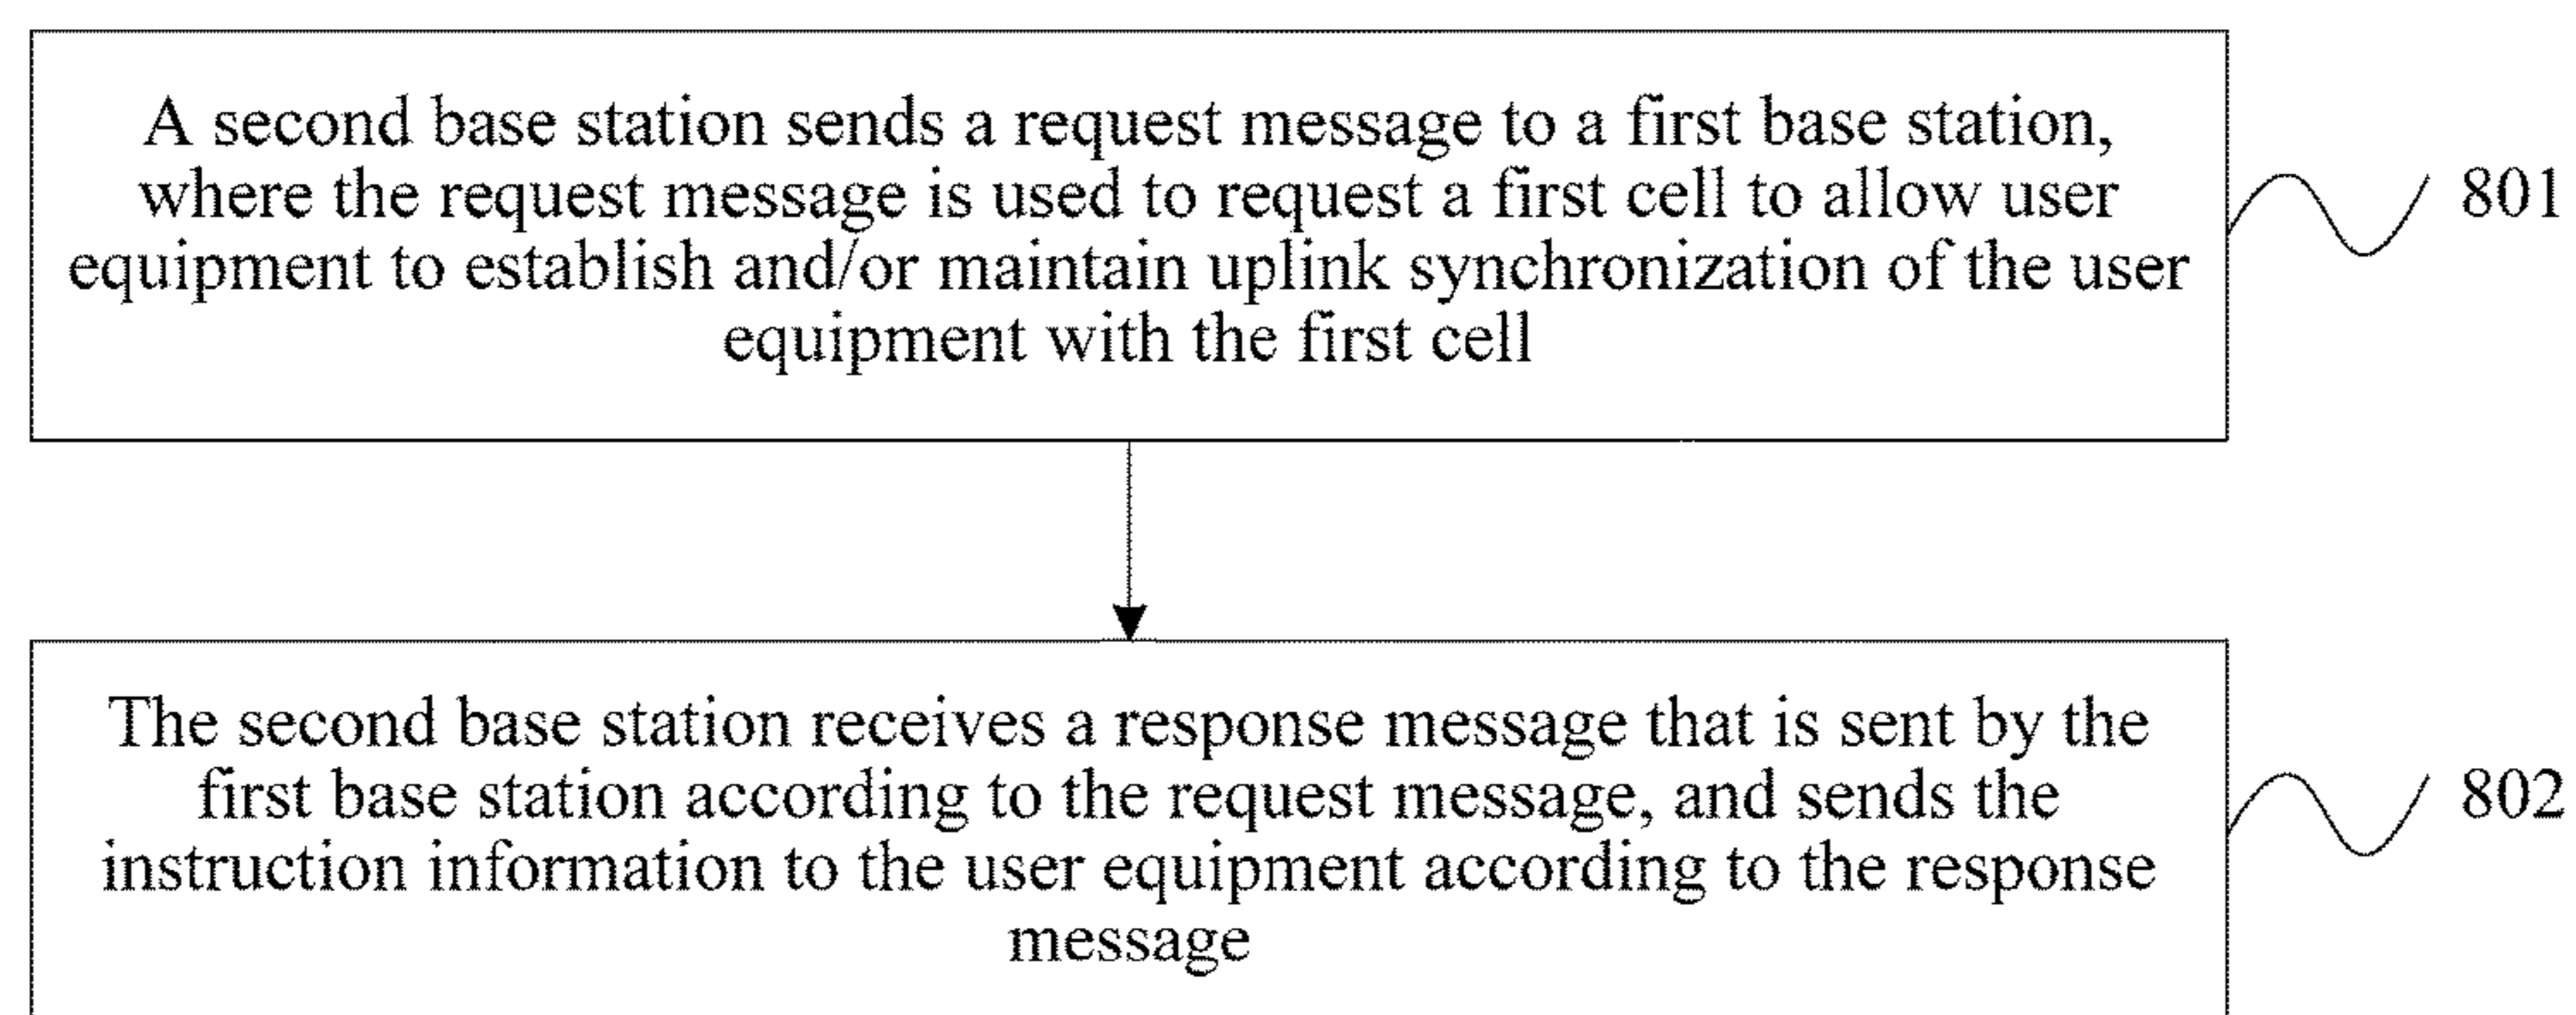 A second base station sends a request message to a first base station,
where the request message is used to request a first cell to allow user
equipment to establish and/or maintain uplink synchronization of the user
equipment with the first cell
801
The second base station receives a response message that is sent by the
first base station according to the request message, and sends the
instruction information to the user equipment according to the response
message
802